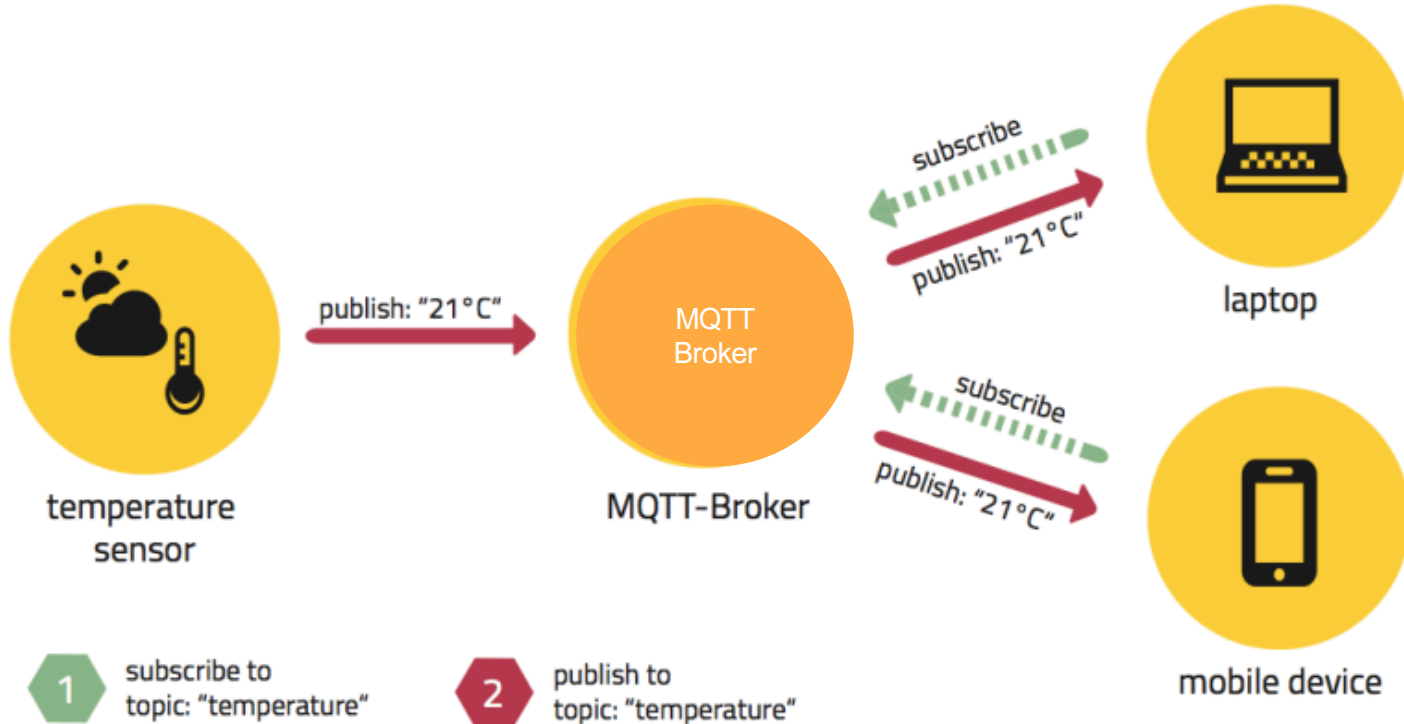 subscribe
publish: "21°C"
laptop
publish: "21°C"
MQTT
Broker
subscribe
publish: "21°C"
temperature
sensor
MQTT-Broker
mobile device
1
subscribe to
topic: "temperature"
2
publish to
topic: "temperature"